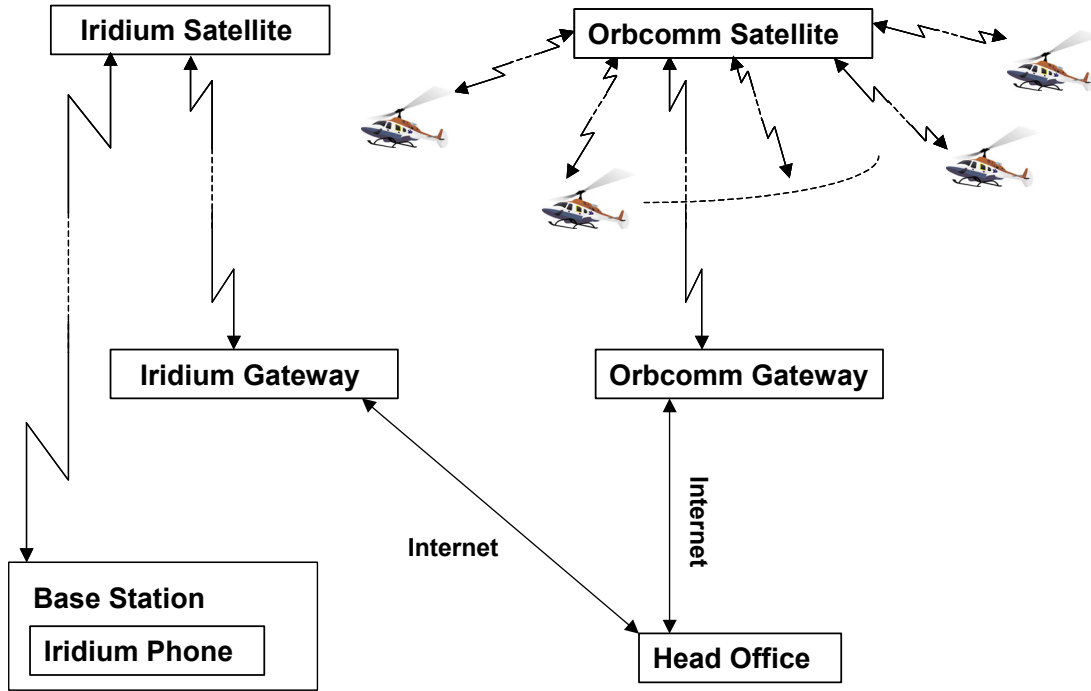 Iridium Satellite
Orbcomm Satellite
Iridium Gateway
Orbcomm Gateway
Internet
Internet
Base Station
Iridium Phone
Head Office